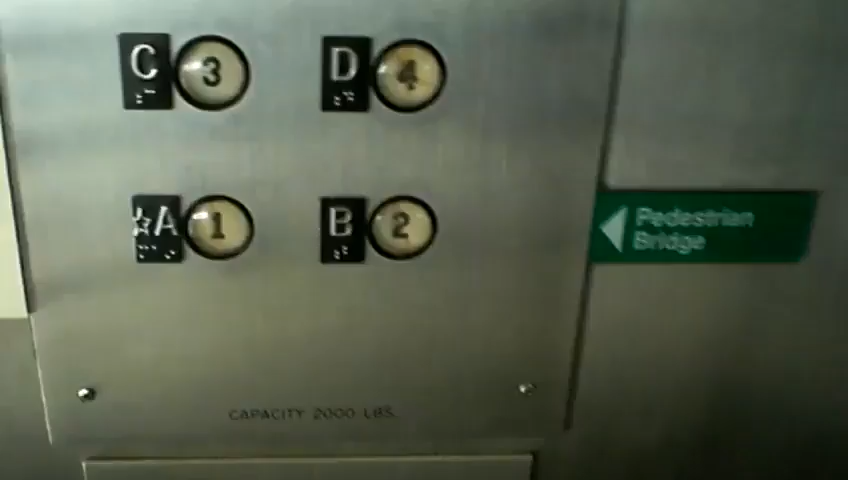 C 3 D 4
☆A 1 B 2
Pedestrian
Bridge
CAPACITY 2000 LBS.